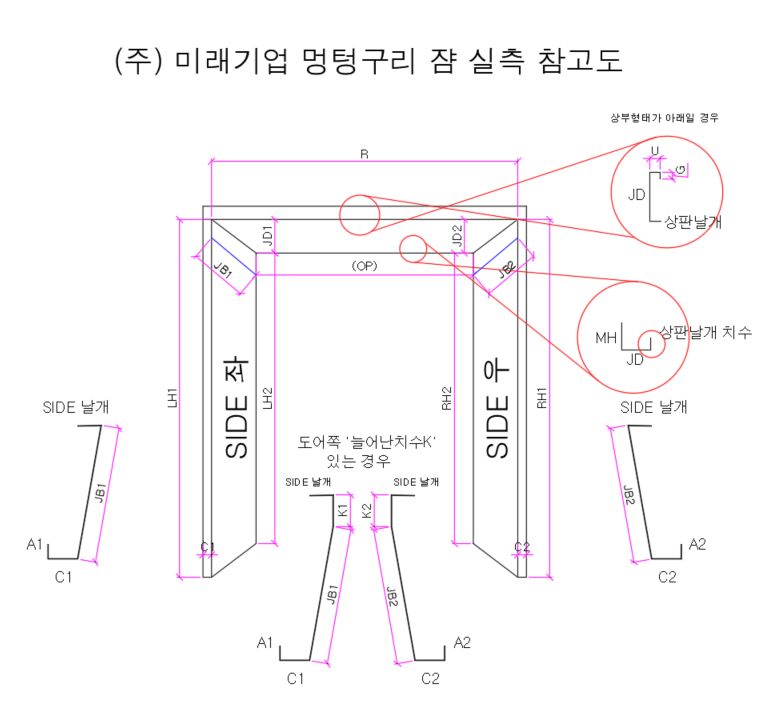 (주) 미래기업 멍텅구리 쟘 실측 참고도
상부형태가 아래일 경우
U
G
JD
상판날개
R
JD1
JD2
JB1
(OP)
JB2
MH
상판날개 치수
JD
LH1
SIDE 좌
LH2
RH2
SIDE 우
RH1
SIDE 날개
SIDE 날개
도어쪽 '늘어난치수K'
있는 경우
SIDE 날개
SIDE 날개
JB1
K1
K2
JB2
A1
C1
C1
C2
A2
C2
JB1
JB2
A1
C1
A2
C2